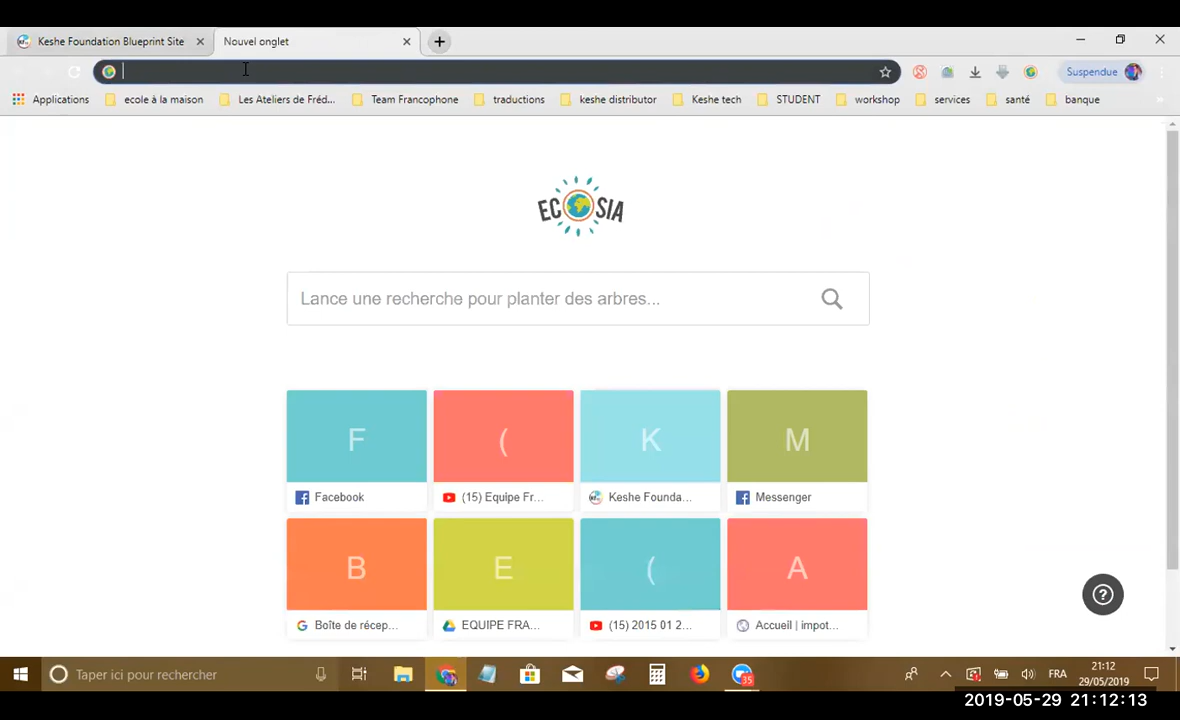 Keshe Foundation Blueprint Site
Nouvel onglet
Suspendue
Applications
ecole à la maison
Les Ateliers de Fréd...
Team Francophone
traductions
keshe distributor
Keshe tech
STUDENT
workshop
services
santé
banque
ECOSIA
Lance une recherche pour planter des arbres...
F
(
K
M
Facebook
(15) Equipe Fr...
Keshe Founda...
Messenger
B
E
(
A
Boîte de récep...
EQUIPE FRA...
(15) 2015 01 2...
Accueil | impot...
Taper ici pour rechercher
35
FRA
21:12
29/05/2019
2019-05-29 21:12:13